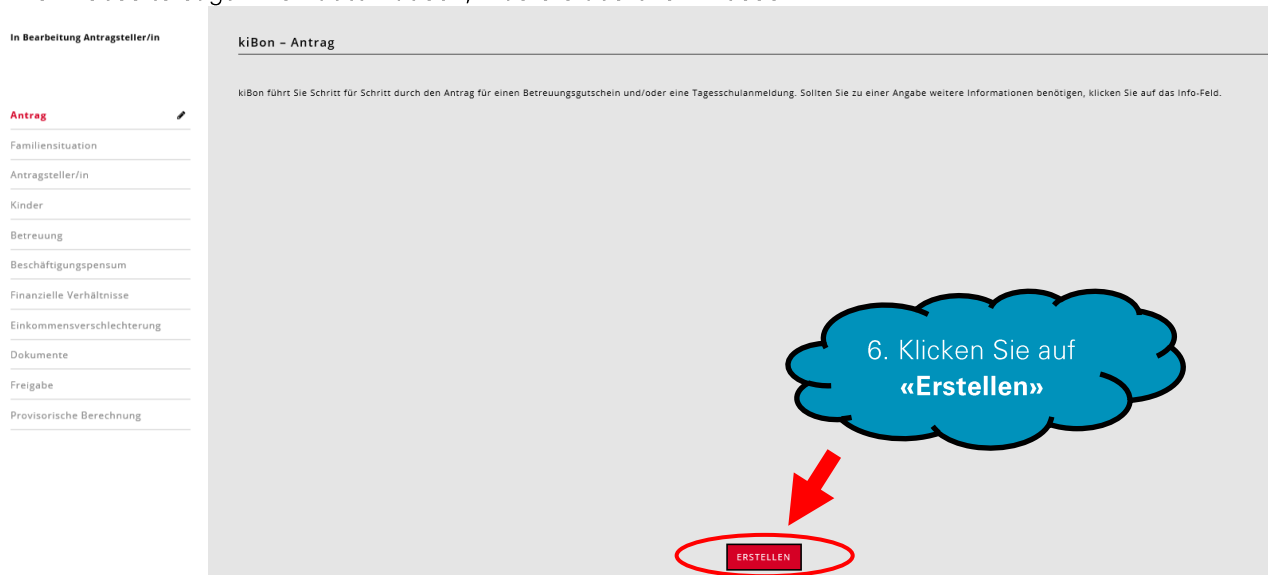 In Bearbeitung Antragsteller/in
kiBon – Antrag
kiBon führt Sie Schritt für Schritt durch den Antrag für einen Betreuungsgutschein und/oder eine Tagesschulanmeldung. Sollten Sie zu einer Angabe weitere Informationen benötigen, klicken Sie auf das Info-Feld.
Antrag
Familiensituation
Antragsteller/in
Kinder
Betreuung
Beschäftigungspensum
Finanzielle Verhältnisse
Einkommensverschlechterung
Dokumente
Freigabe
Provisorische Berechnung
6. Klicken Sie auf
«Erstellen»
ERSTELLEN